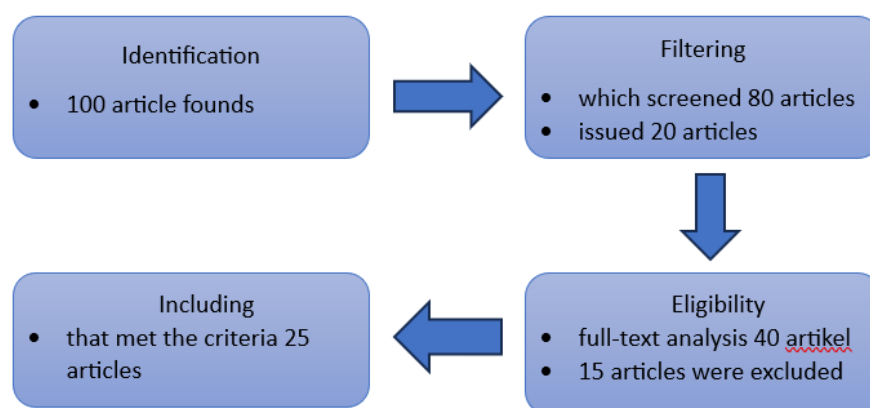 Identification
• 100 article founds
Filtering
• which screened 80 articles
• issued 20 articles
Eligibility
• full-text analysis 40 artikel
• 15 articles were excluded
Including
• that met the criteria 25
articles